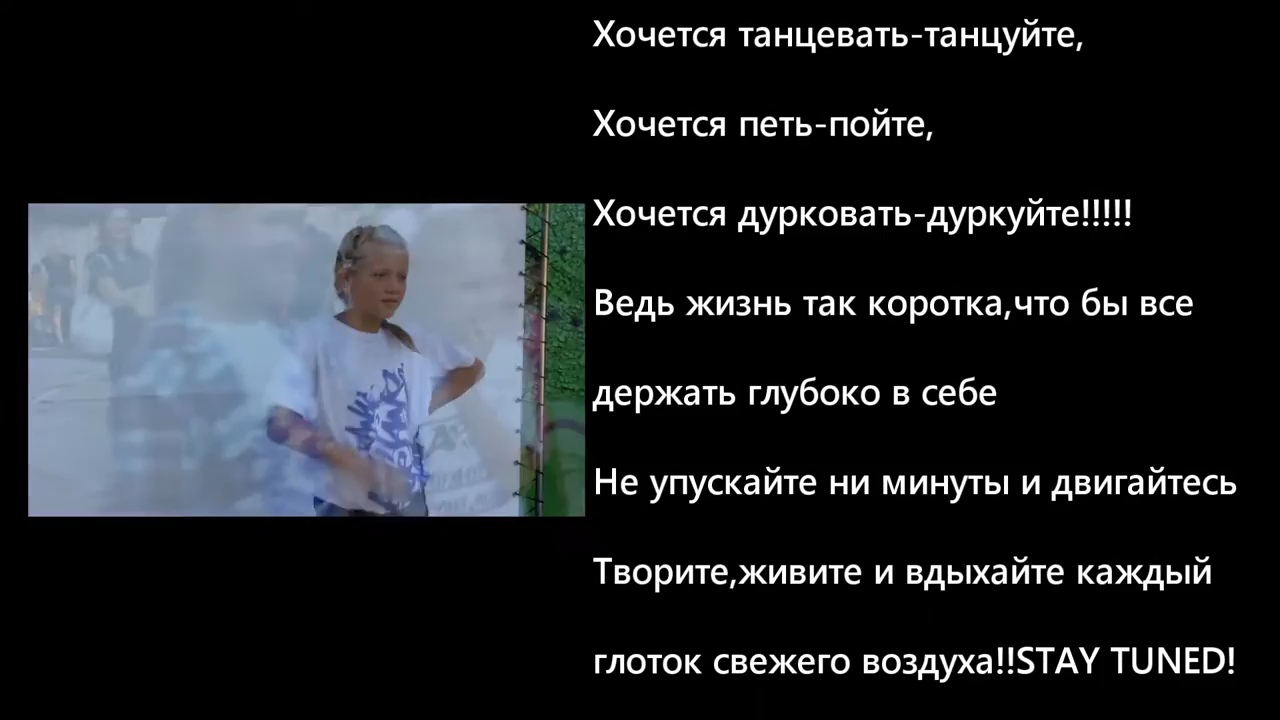 Хочется танцевать-танцуйте,
Хочется петь-пойте,
Хочется дурковать-дуркуйте!!!!!
Ведь жизнь так коротка,что бы все
держать глубоко в себе
Не упускайте ни минуты и двигайтесь
Творите,живите и вдыхайте каждый
глоток свежего воздуха!!STAY TUNED!